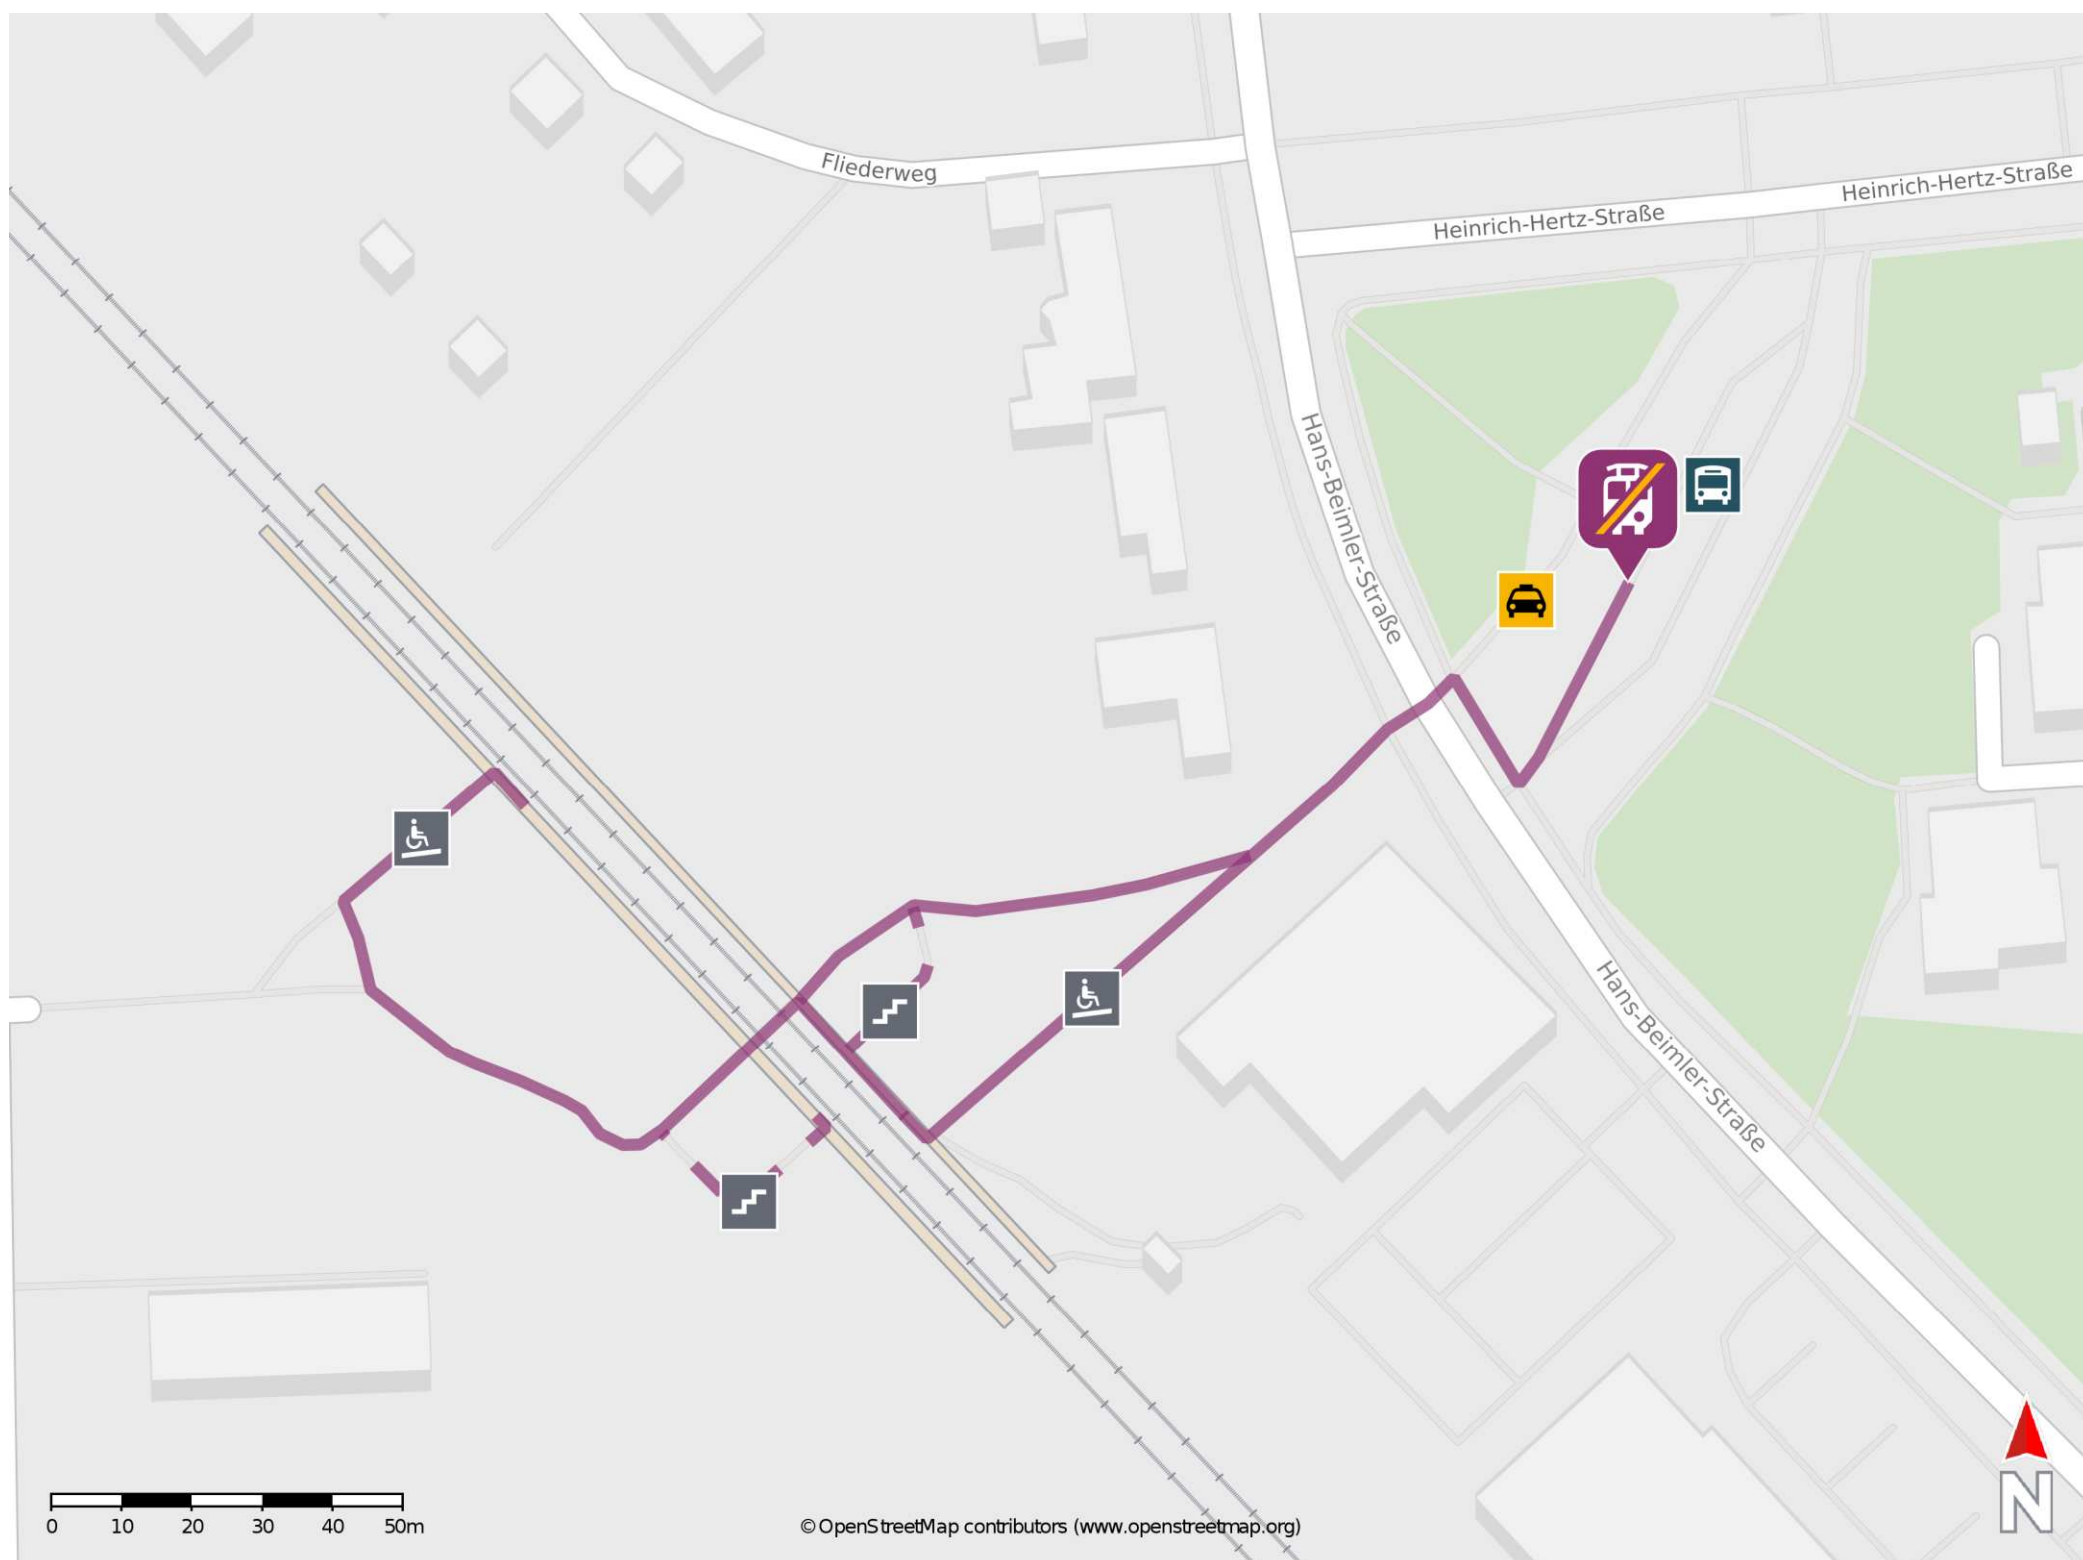 Fliederweg
Heinrich-Hertz-Straße
Heinrich-Hertz-Straße
Hans-Beimler-Straße
Hans-Beimler-Straße
0 10 20 30 40 50m
© OpenStreetMap contributors (www.openstreetmap.org)
N